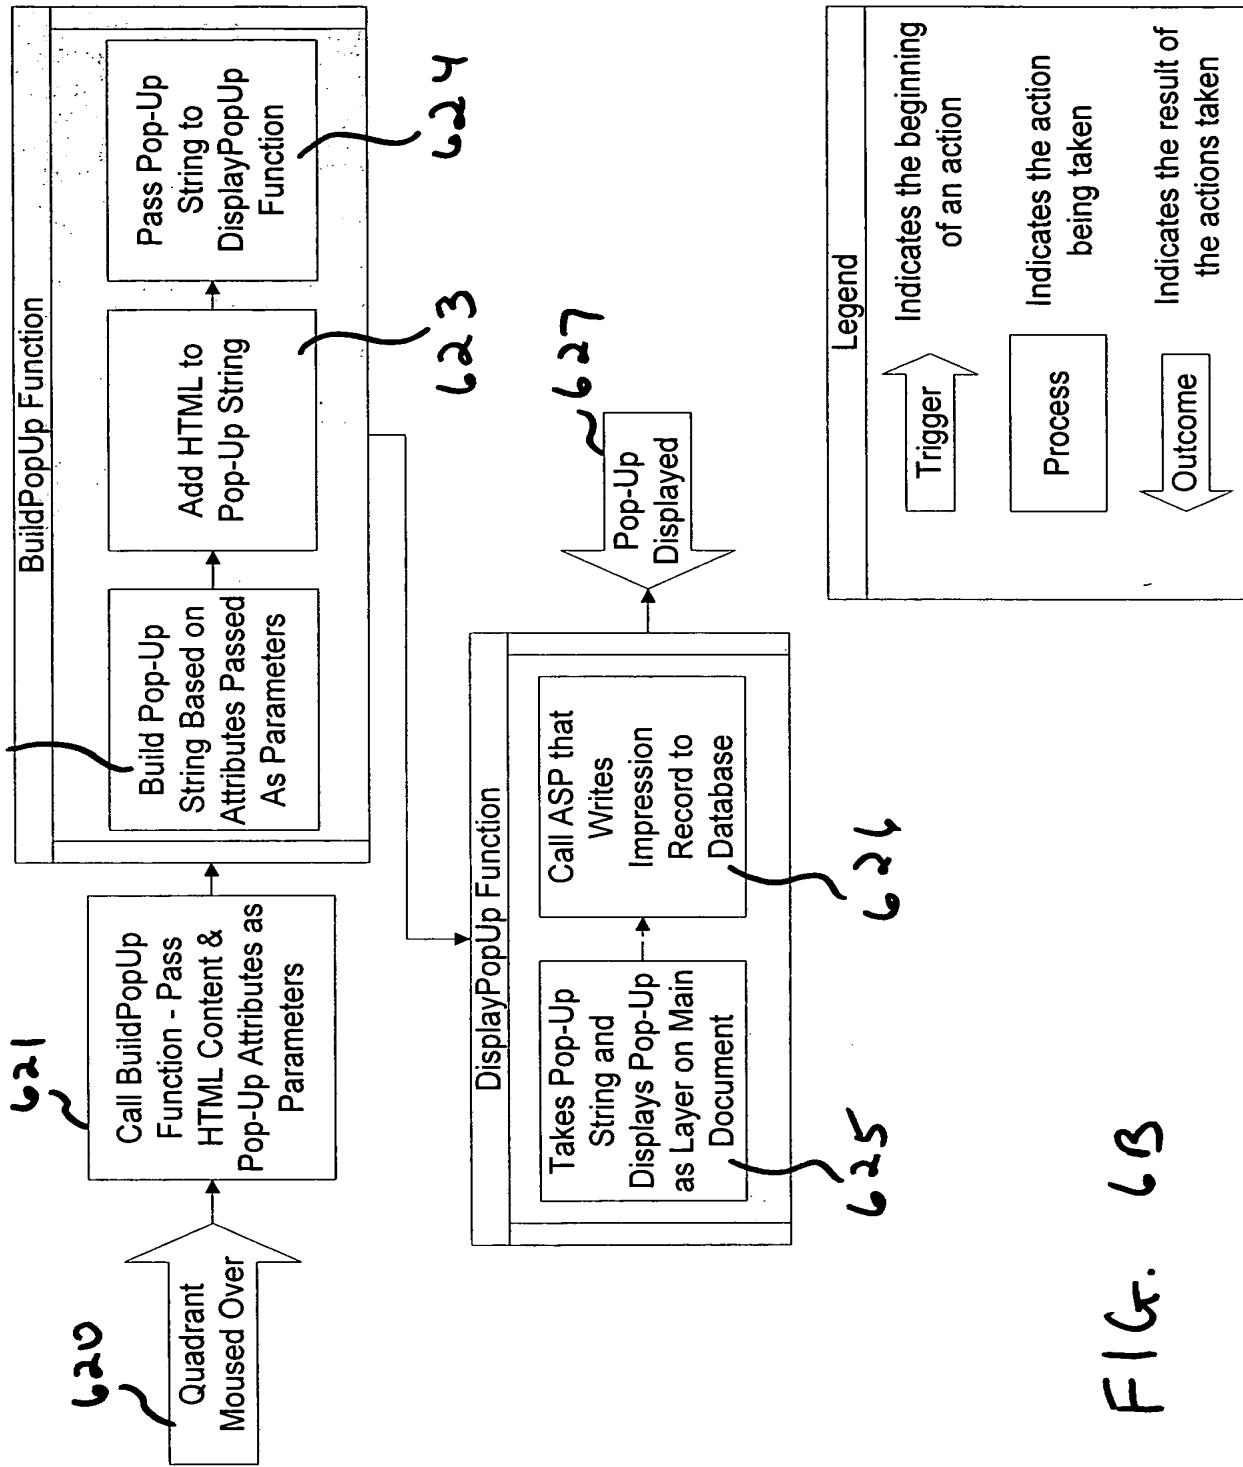 620
Quadrant
Moused Over
621
Call BuildPopUp
Function - Pass
HTML Content &
Pop-Up Attributes as
Parameters
BuildPopUp Function
Build Pop-Up
String Based on
Attributes Passed
As Parameters
Add HTML to
Pop-Up String
623
Pass Pop-Up
String to
DisplayPopUp
Function
624
DisplayPopUp Function
Takes Pop-Up
String and
Displays Pop-Up
as Layer on Main
Document
625
Call ASP that
Writes
Impression
Record to
Database
626
Pop-Up
Displayed
627
Legend
Trigger
Indicates the beginning
of an action
Process
Indicates the action
being taken
Outcome
Indicates the result of
the actions taken
FIG. 6B